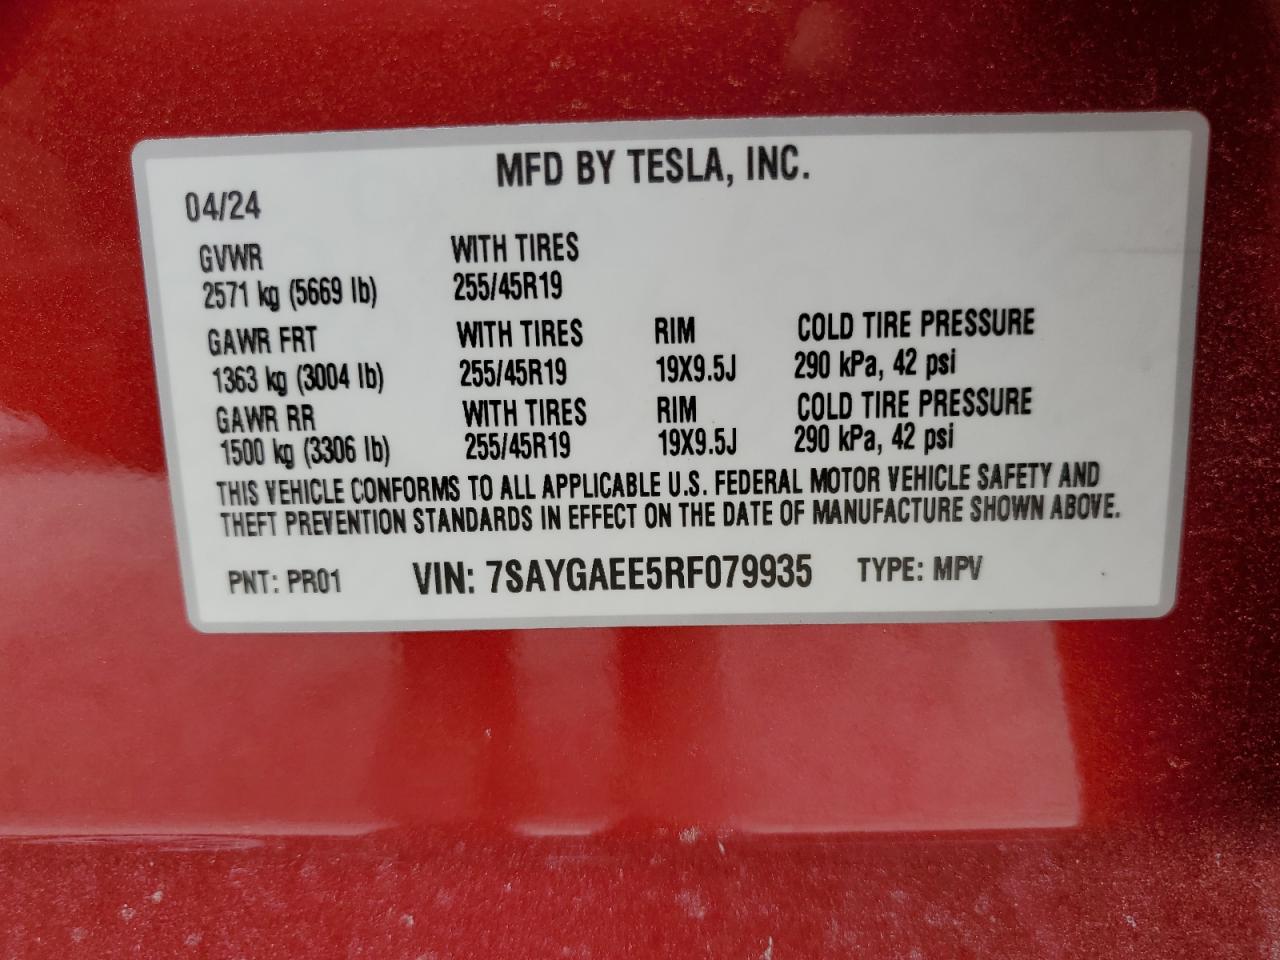 MFD BY TESLA, INC.
04/24
GVWR WITH TIRES
2571 kg (5669 lb) 255/45R19
GAWR FRT WITH TIRES RIM COLD TIRE PRESSURE
1363 kg (3004 lb) 255/45R19 19X9.5J 290 kPa, 42 psi
GAWR RR WITH TIRES RIM COLD TIRE PRESSURE
1500 kg (3306 lb) 255/45R19 19X9.5J 290 kPa, 42 psi
THIS VEHICLE CONFORMS TO ALL APPLICABLE U.S. FEDERAL MOTOR VEHICLE SAFETY AND
THEFT PREVENTION STANDARDS IN EFFECT ON THE DATE OF MANUFACTURE SHOWN ABOVE.
PNT: PR01 VIN: 7SAYGAEE5RF079935 TYPE: MPV